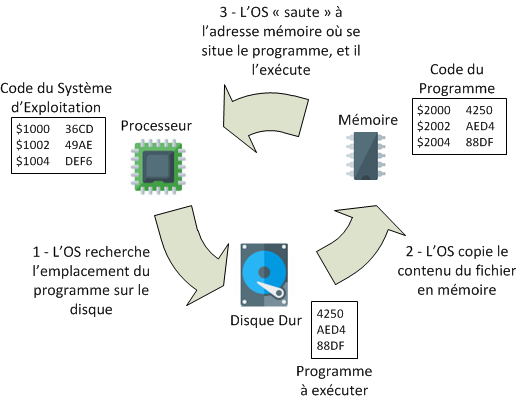 3 - L’OS « saute » à
l’adresse mémoire où se
situe le programme, et il
l’exécute
Code du Système
d’Exploitation
$1000 36CD
$1002 49AE
$1004 DEF6
Processeur
Mémoire
Code du
Programme
$2000 4250
$2002 AED4
$2004 88DF
1 - L’OS recherche
l’emplacement du
programme sur le
disque
2 - L’OS copie le
contenu du fichier
en mémoire
Disque Dur
4250
AED4
88DF
Programme
à exécuter